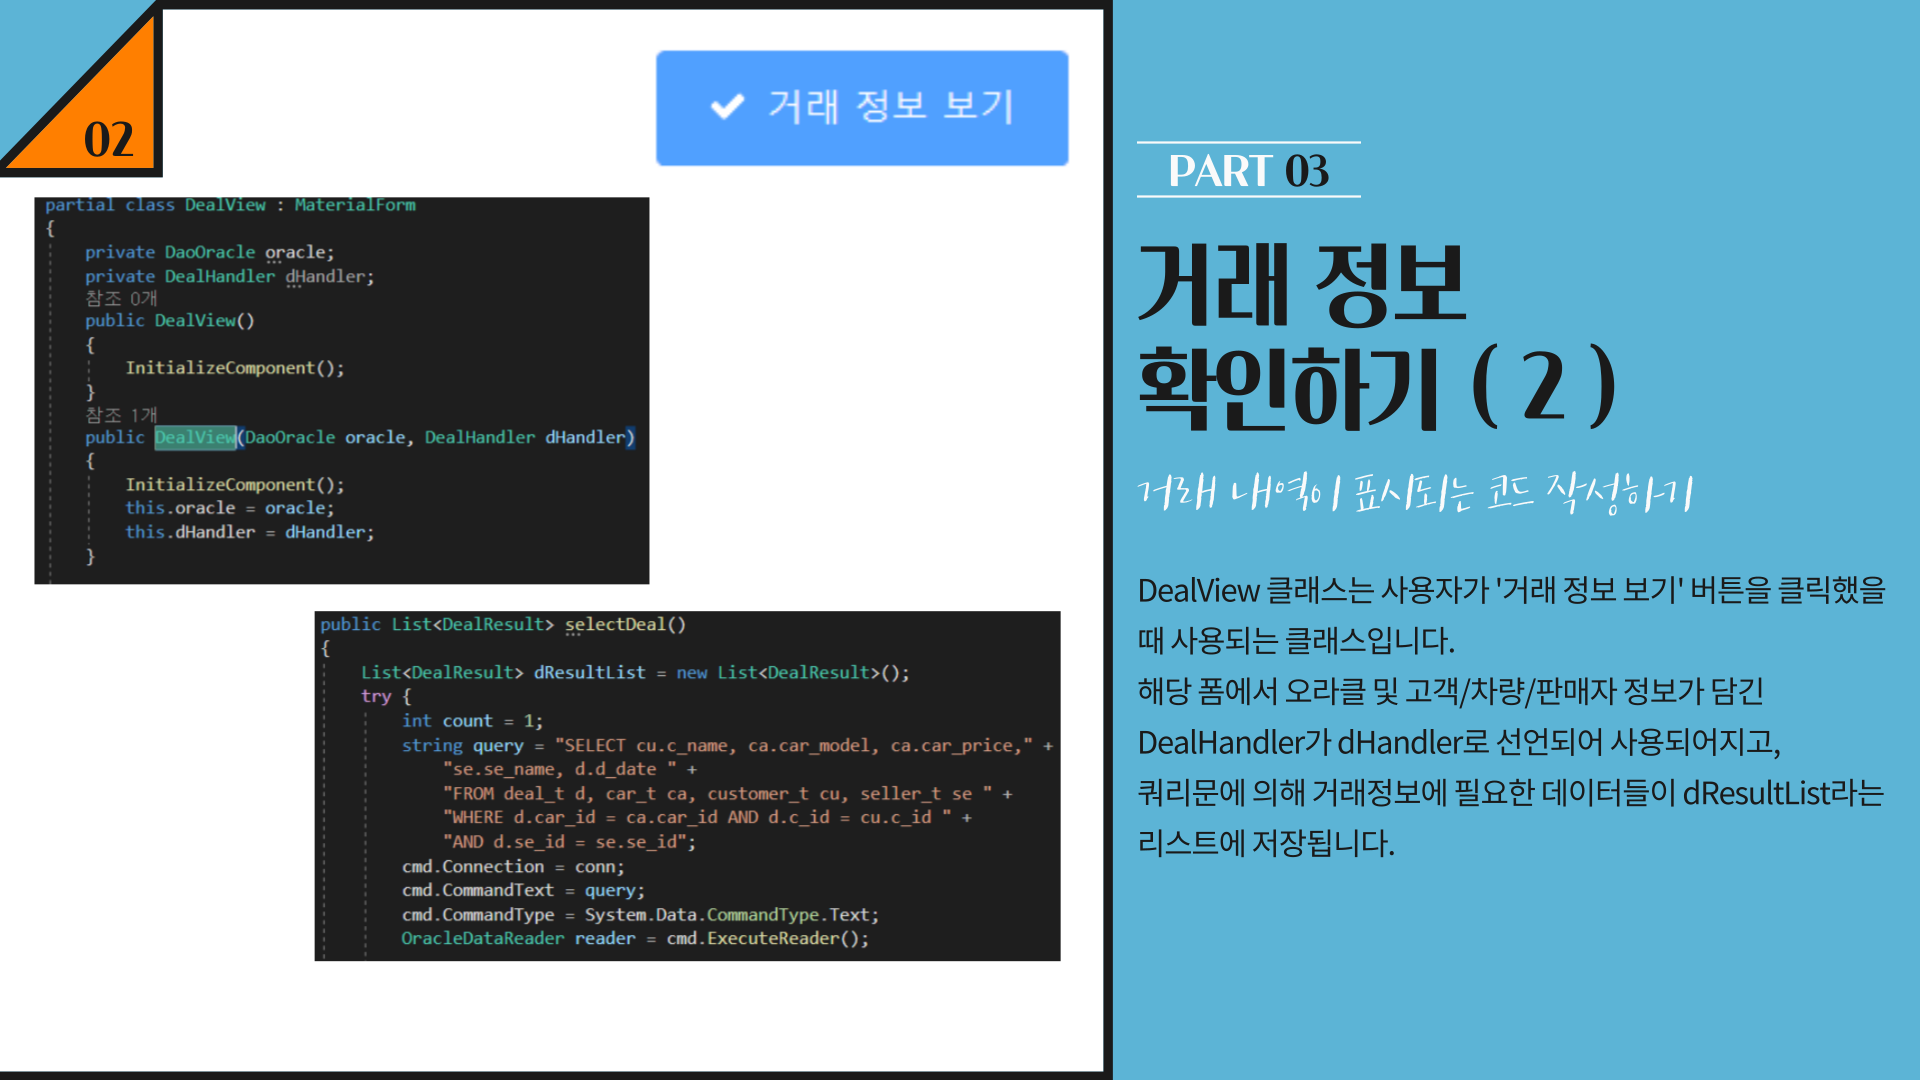 02
거래 정보 보기
partial class DealView : MaterialForm
{
private DaoOracle oracle;
private DealHandler dHandler;
참조 0개
public DealView()
{
InitializeComponent();
}
참조 1개
public DealView(DaoOracle oracle, DealHandler dHandler)
{
InitializeComponent();
this.oracle = oracle;
this.dHandler = dHandler;
}
public List<DealResult> selectDeal()
{
List<DealResult> dResultList = new List<DealResult>();
try {
int count = 1;
string query = "SELECT cu.c_name, ca.car_model, ca.car_price," +
"se.se_name, d.d_date " +
"FROM deal_t d, car_t ca, customer_t cu, seller_t se " +
"WHERE d.car_id = ca.car_id AND d.c_id = cu.c_id " +
"AND d.se_id = se.se_id";
cmd.Connection = conn;
cmd.CommandText = query;
cmd.CommandType = System.Data.CommandType.Text;
OracleDataReader reader = cmd.ExecuteReader();
PART 03
거래 정보
확인하기 ( 2 )
거래 내역이 표시되는 코드 작성하기
DealView 클래스는 사용자가 '거래 정보 보기' 버튼을 클릭했을
때 사용되는 클래스입니다.
해당 폼에서 오라클 및 고객/차량/판매자 정보가 담긴
DealHandler가 dHandler로 선언되어 사용되어지고,
쿼리문에 의해 거래정보에 필요한 데이터들이 dResultList라는
리스트에 저장됩니다.